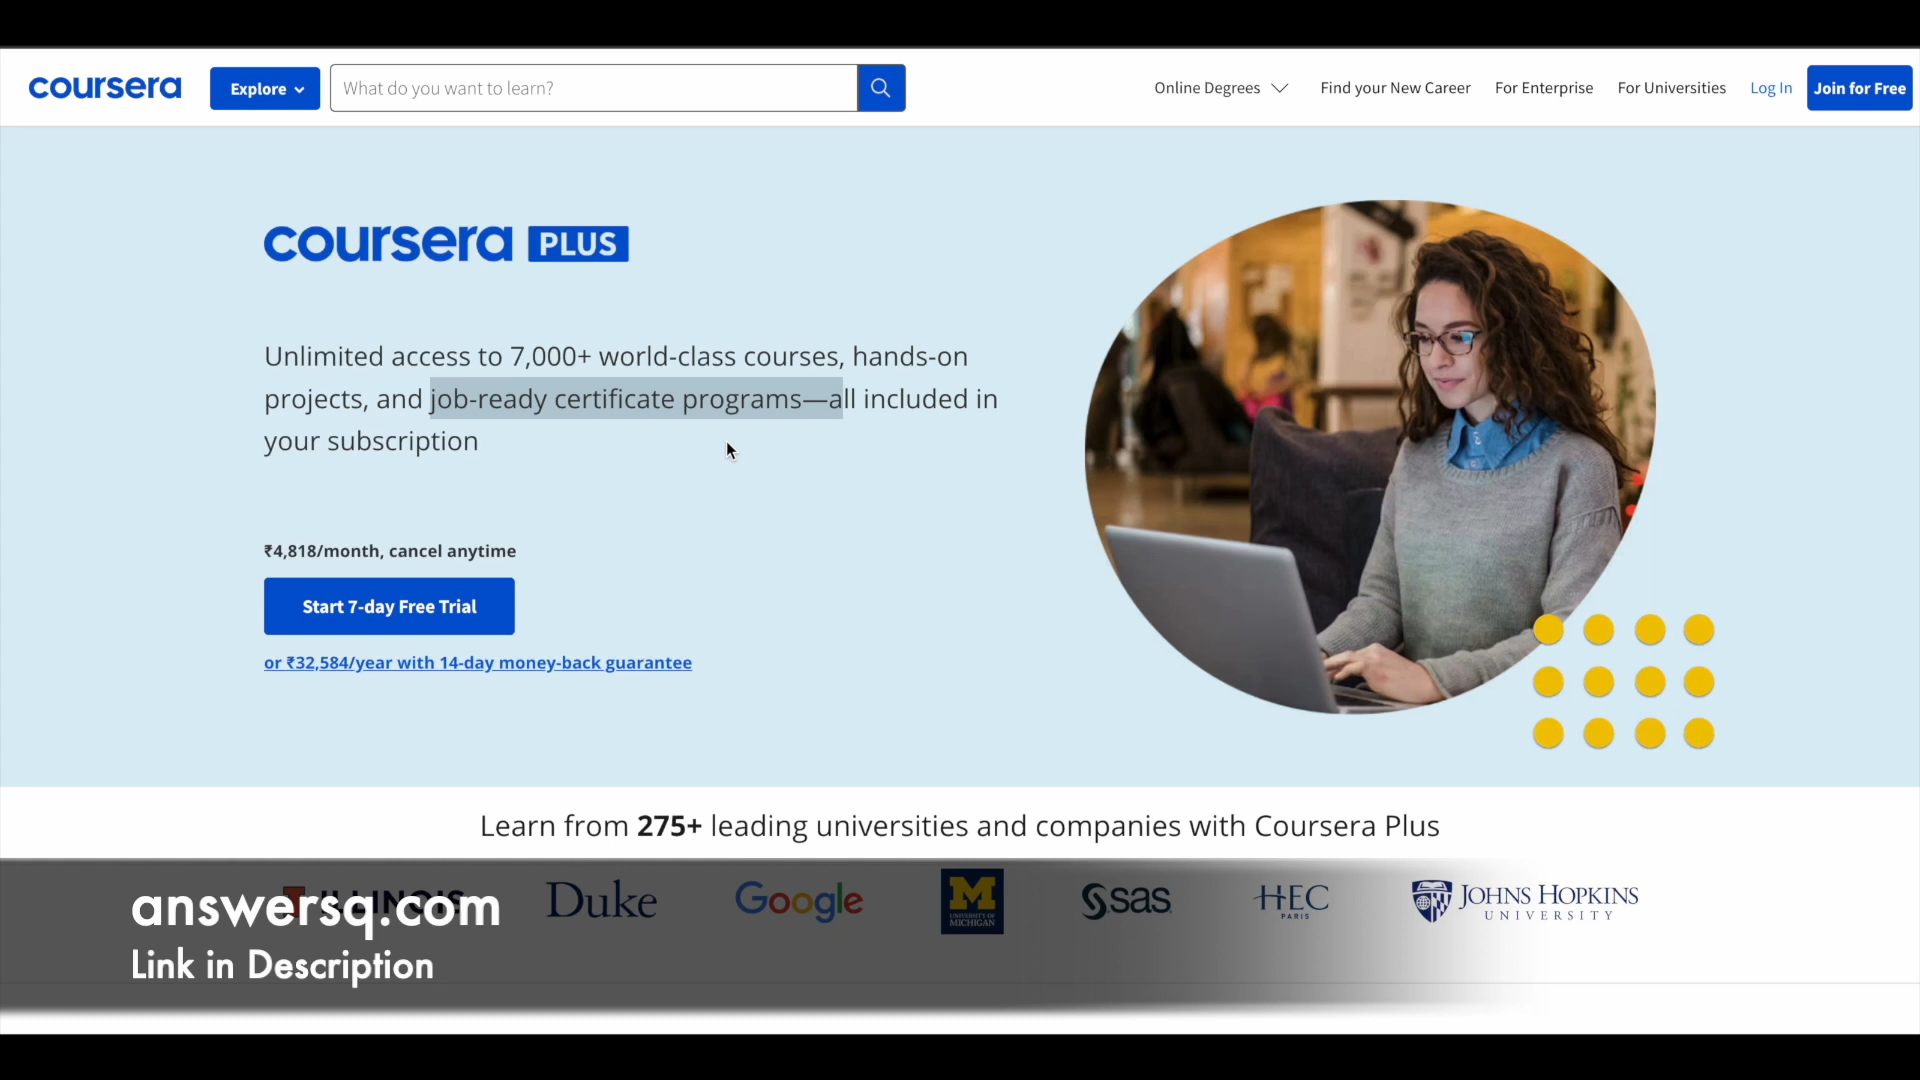 coursera
Explore
What do you want to learn?
Online Degrees
Find your New Career
For Enterprise
For Universities
Log In
Join for Free
coursera PLUS
Unlimited access to 7,000+ world-class courses, hands-on
projects, and job-ready certificate programs—all included in
your subscription
₹4,818/month, cancel anytime
Start 7-day Free Trial
or ₹32,584/year with 14-day money-back guarantee
Learn from 275+ leading universities and companies with Coursera Plus
ILLINOIS
Duke
Google
M
UNIVERSITY OF
MICHIGAN
sas
HEC
PARIS
JOHNS HOPKINS
UNIVERSITY
answersq.com
Link in Description